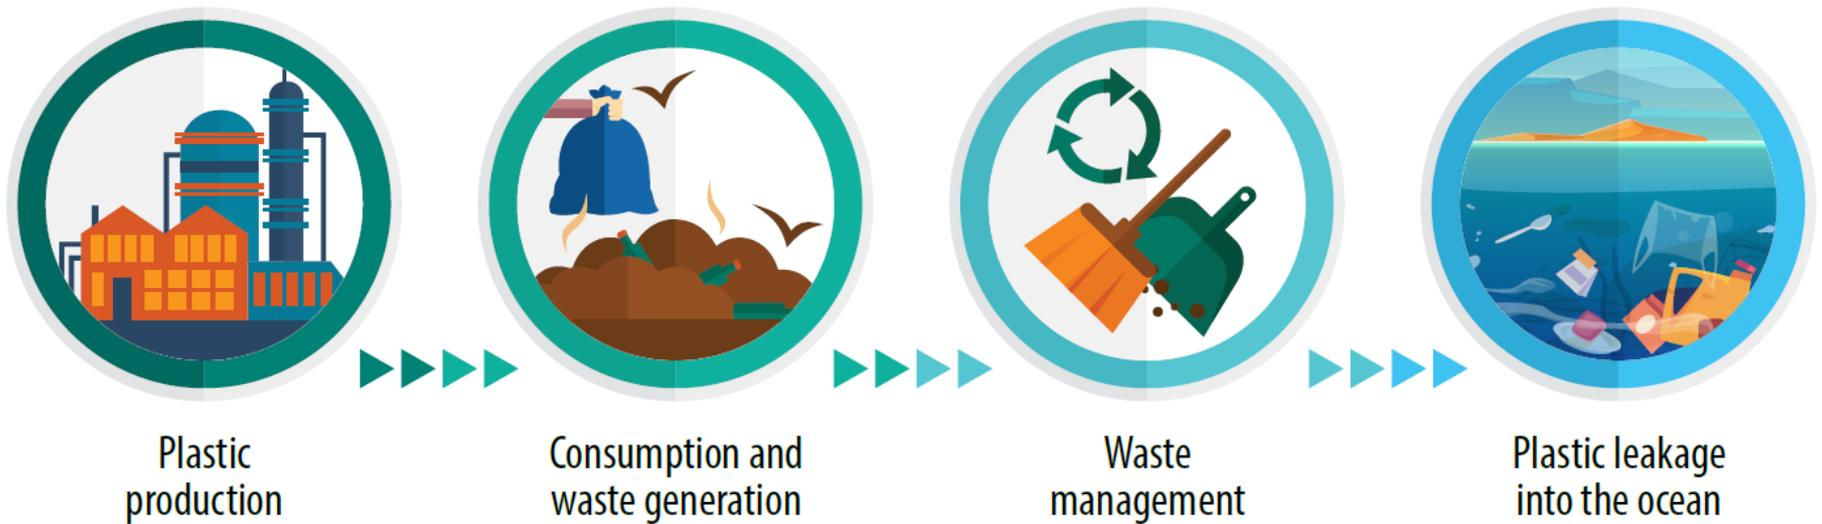 Plastic
production
Consumption and
waste generation
Waste
management
Plastic leakage
into the ocean